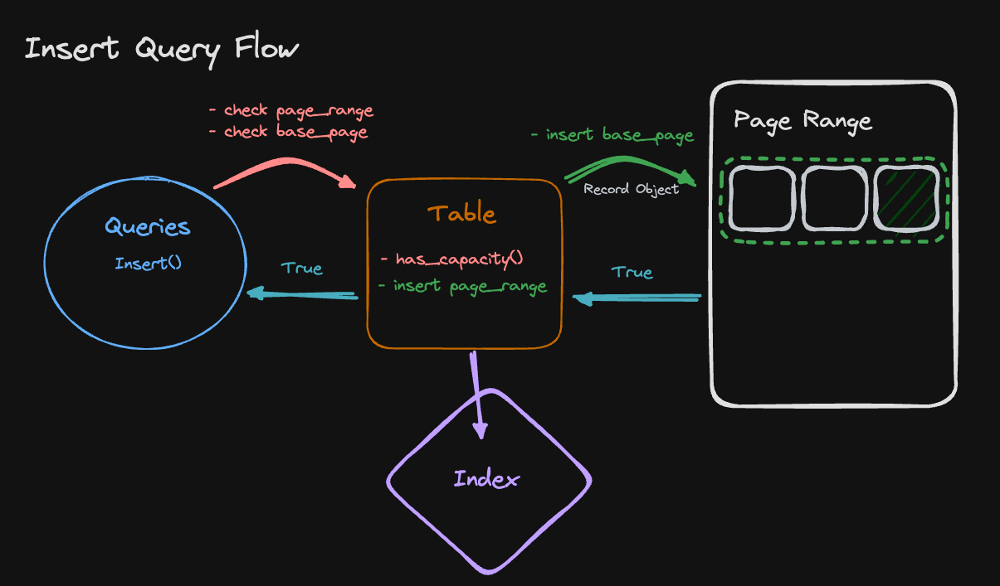 Insert Query Flow
- check page_range
- check base_page
- insert base_page
Record Object
Page Range
Queries
Insert()
True
Table
- has_capacity()
- insert page_range
True
Index